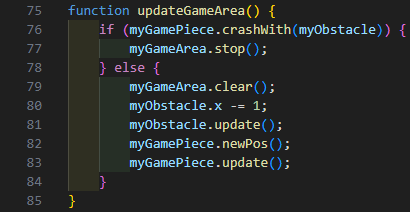 75 function updateGameArea() {
76     if (myGamePiece.crashWith(myObstacle)) {
77         myGameArea.stop();
78     } else {
79         myGameArea.clear();
80         myObstacle.x -= 1;
81         myObstacle.update();
82         myGamePiece.newPos();
83         myGamePiece.update();
84     }
85 }